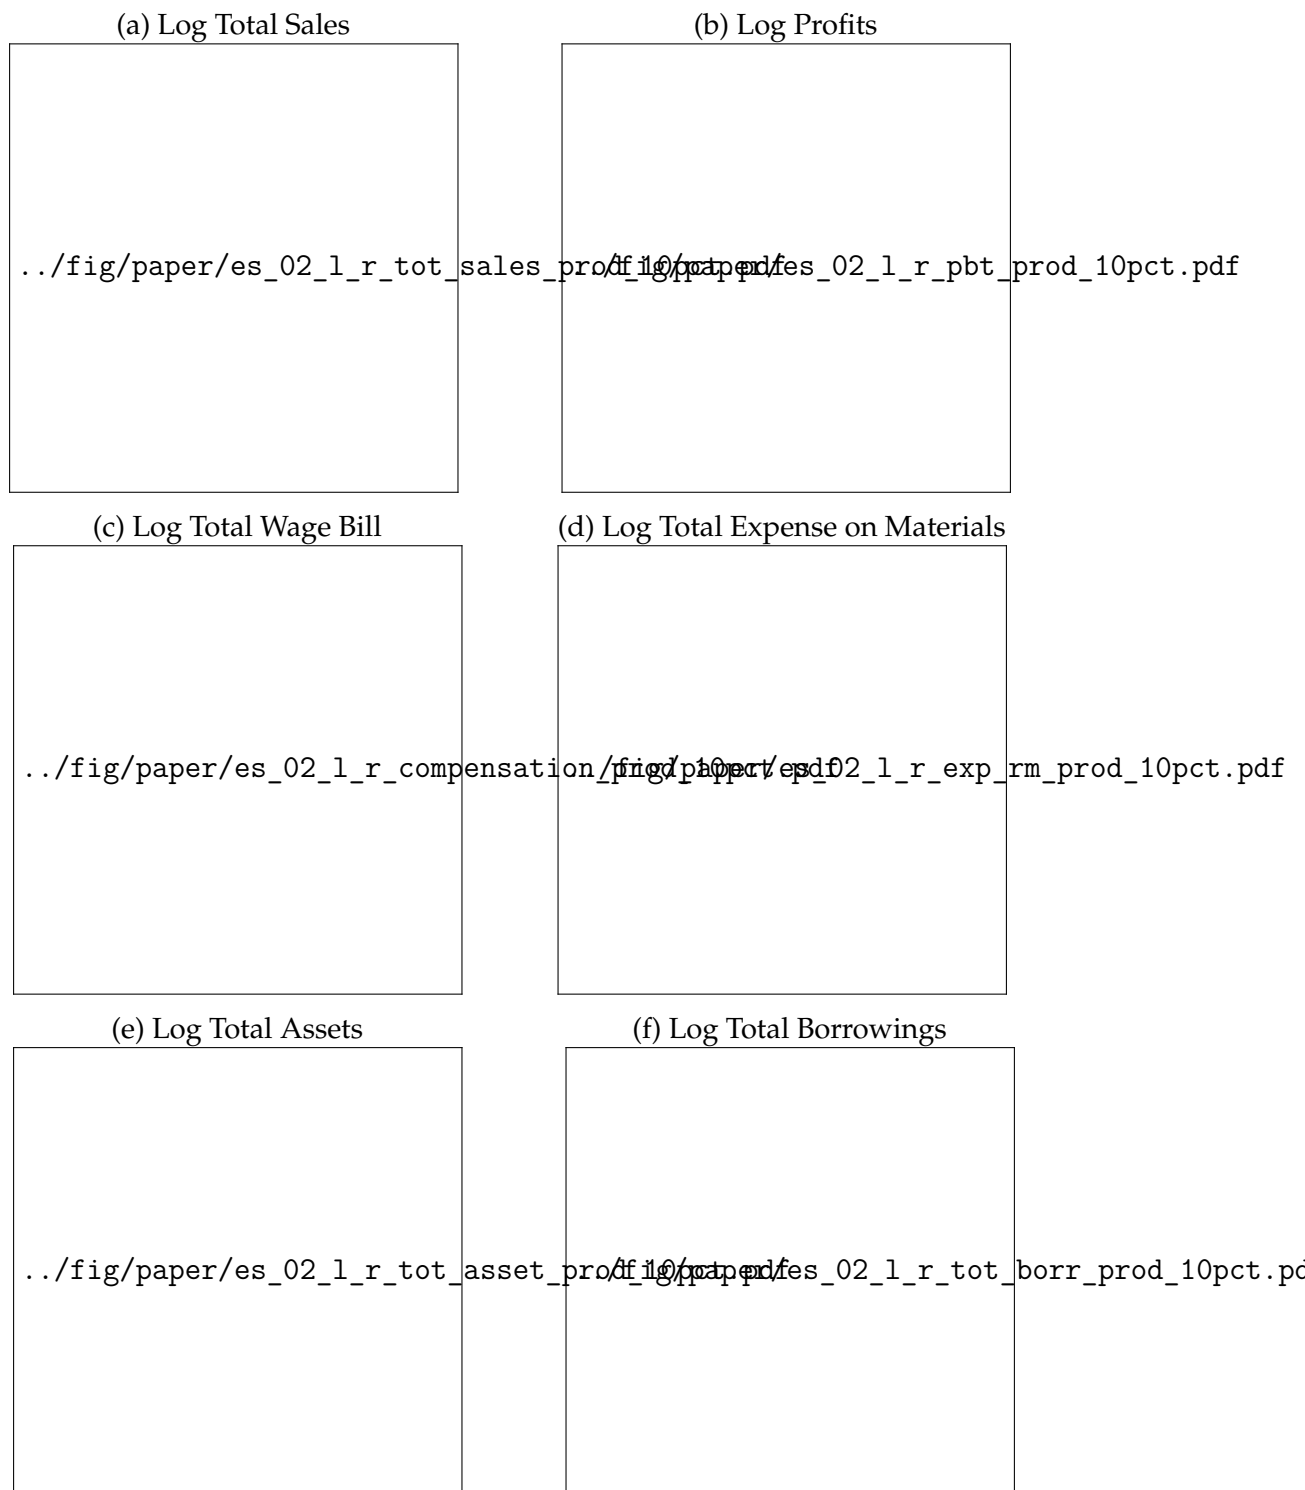 (a) Log Total Sales
(b) Log Profits
../fig/paper/es_02_l_r_tot_sales_prod_10pct.pdf
../fig/paper/es_02_l_r_pbt_prod_10pct.pdf
(c) Log Total Wage Bill
(d) Log Total Expense on Materials
../fig/paper/es_02_l_r_compensation_prod_10pct.pdf
../fig/paper/es_02_l_r_exp_rm_prod_10pct.pdf
(e) Log Total Assets
(f) Log Total Borrowings
../fig/paper/es_02_l_r_tot_asset_prod_10pct.pdf
../fig/paper/es_02_l_r_tot_borr_prod_10pct.pd